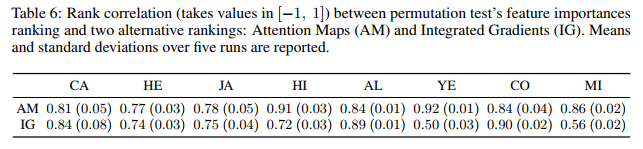 Table 6: Rank correlation (takes values in [−1, 1]) between permutation test's feature importances
ranking and two alternative rankings: Attention Maps (AM) and Integrated Gradients (IG). Means
and standard deviations over five runs are reported.
CA HE JA HI AL YE CO MI
AM 0.81 (0.05) 0.77 (0.03) 0.78 (0.05) 0.91 (0.03) 0.84 (0.01) 0.92 (0.01) 0.84 (0.04) 0.86 (0.02)
IG 0.84 (0.08) 0.74 (0.03) 0.75 (0.04) 0.72 (0.03) 0.89 (0.01) 0.50 (0.03) 0.90 (0.02) 0.56 (0.02)